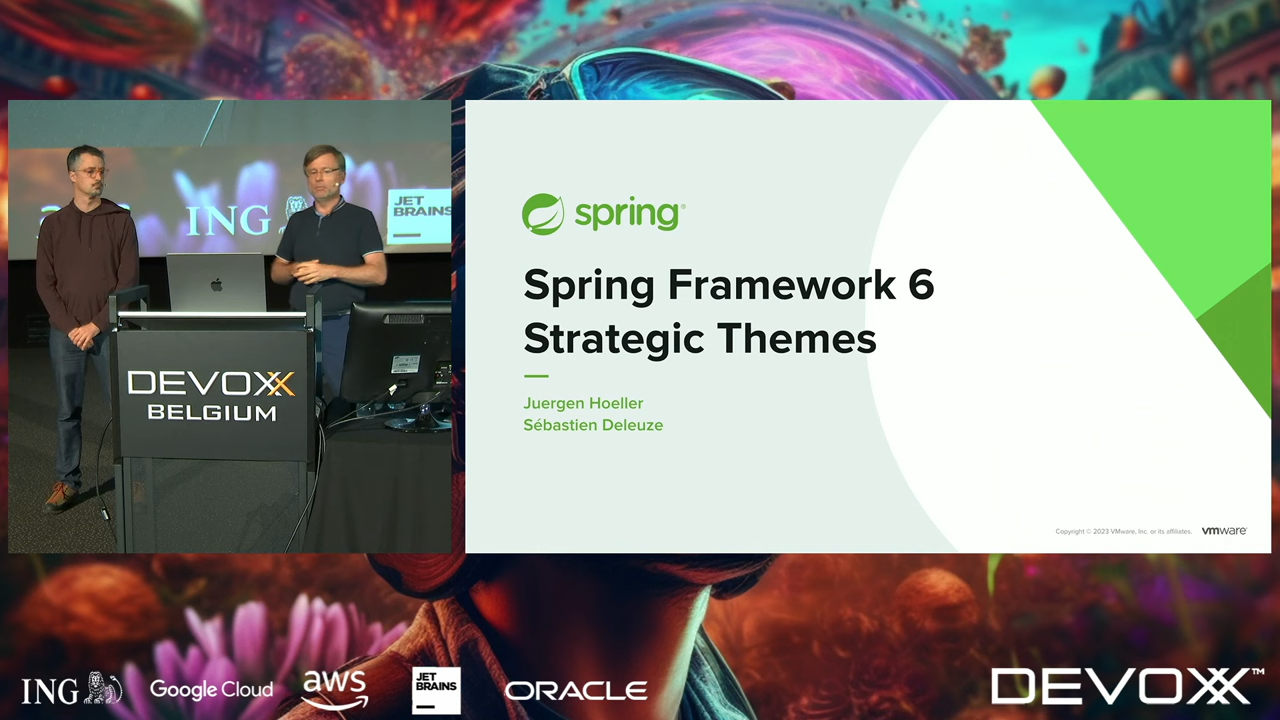 ING
JET
BRAINS
DEVOXX
BELGIUM
spring
Spring Framework 6
Strategic Themes
Juergen Hoeller
Sébastien Deleuze
Copyright © 2023 VMware, Inc. or its affiliates.
vmware
ING
Google Cloud
aws
JET
BRAINS
ORACLE
DEVOXX™